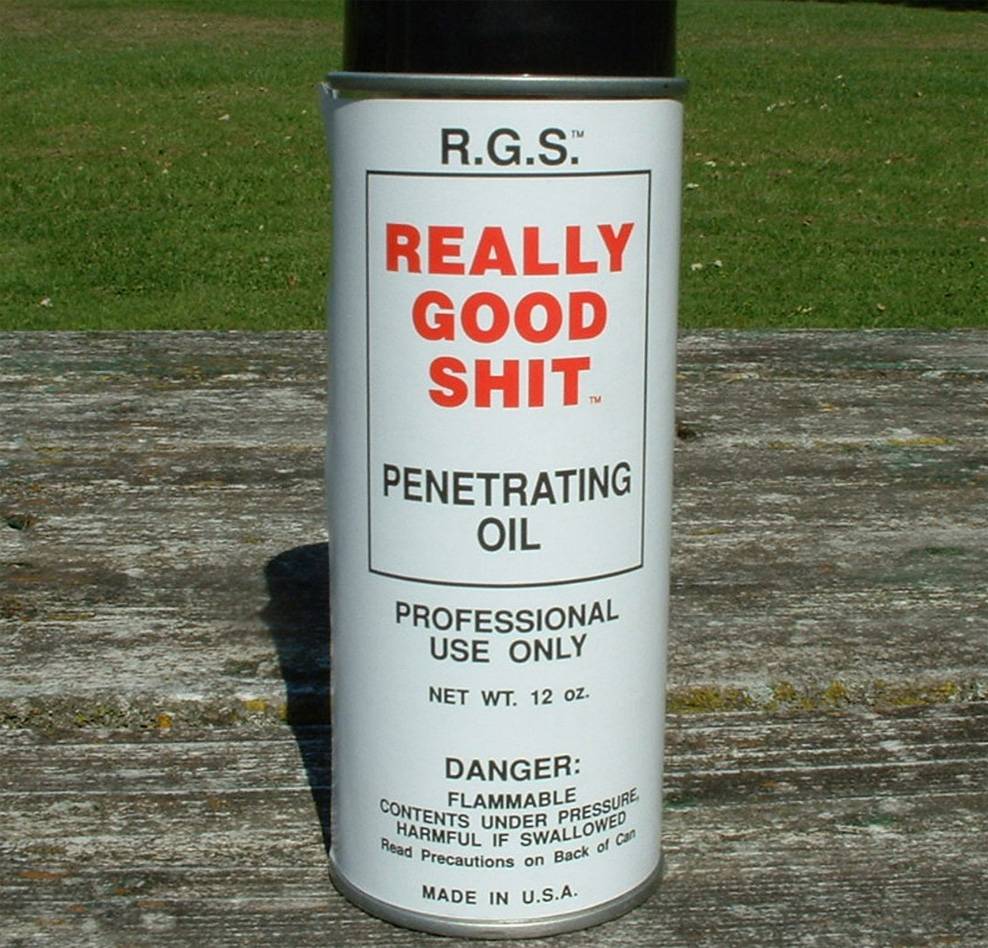 R.G.S.™
REALLY
GOOD
SHIT™
PENETRATING
OIL
PROFESSIONAL
USE ONLY
NET WT. 12 oz.
DANGER:
FLAMMABLE
CONTENTS UNDER PRESSURE,
HARMFUL IF SWALLOWED
Read Precautions on Back of Can
MADE IN U.S.A.